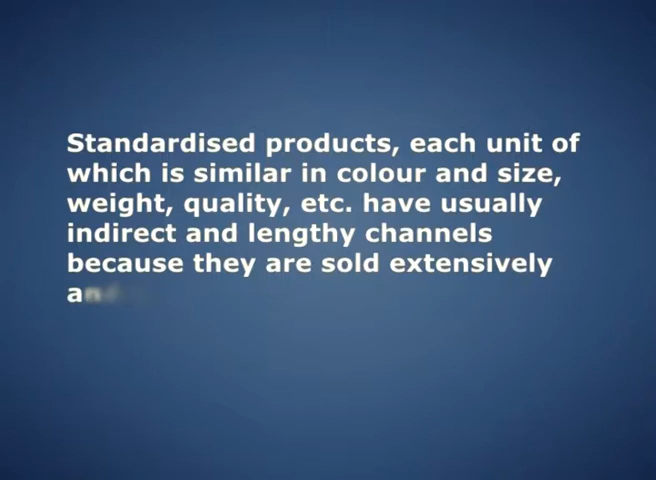 Standardised products, each unit of
which is similar in colour and size,
weight, quality, etc. have usually
indirect and lengthy channels
because they are sold extensively